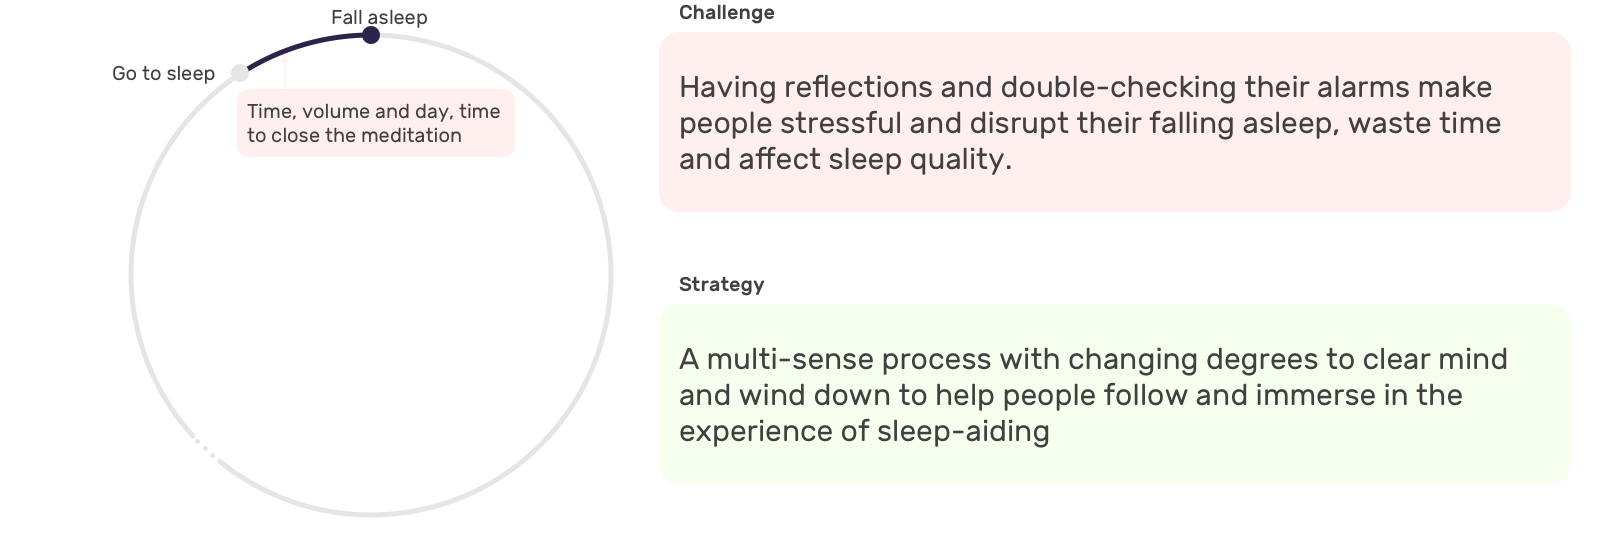 Fall asleep
Go to sleep
Time, volume and day, time
to close the meditation
Challenge
Having reflections and double-checking their alarms make
people stressful and disrupt their falling asleep, waste time
and affect sleep quality.
Strategy
A multi-sense process with changing degrees to clear mind
and wind down to help people follow and immerse in the
experience of sleep-aiding